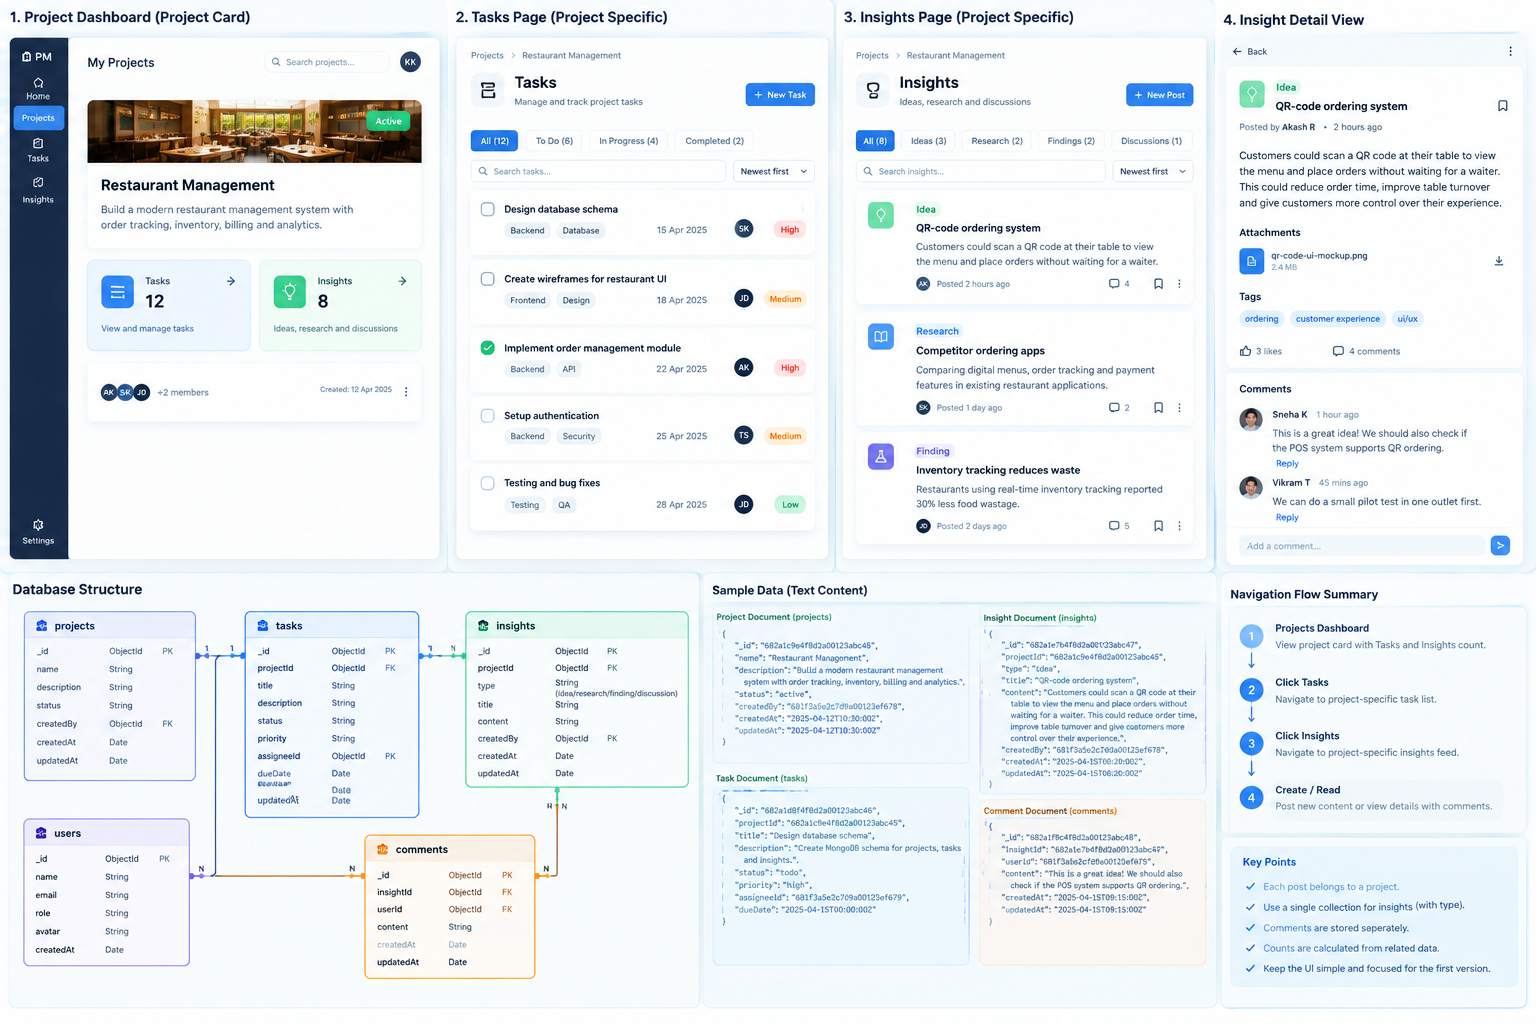 1. Project Dashboard (Project Card)
PM
Home
Projects
Tasks
Insights
Settings
My Projects
Search projects...
KK
Active
Restaurant Management
Build a modern restaurant management system with
order tracking, inventory, billing and analytics.
Tasks
12
View and manage tasks
Insights
8
Ideas, research and discussions
AK SK JD +2 members
Created: 12 Apr 2025
2. Tasks Page (Project Specific)
Projects > Restaurant Management
Tasks
Manage and track project tasks
+ New Task
All (12) To Do (6) In Progress (4) Completed (2)
Search tasks...
Newest first
Design database schema
Backend Database 15 Apr 2025 SK High
Create wireframes for restaurant UI
Frontend Design 18 Apr 2025 JD Medium
Implement order management module
Backend API 22 Apr 2025 AK High
Setup authentication
Backend Security 25 Apr 2025 TS Medium
Testing and bug fixes
Testing QA 28 Apr 2025 JD Low
3. Insights Page (Project Specific)
Projects > Restaurant Management
Insights
Ideas, research and discussions
+ New Post
All (8) Ideas (3) Research (2) Findings (2) Discussions (1)
Search insights...
Newest first
Idea
QR-code ordering system
Customers could scan a QR code at their table to view
the menu and place orders without waiting for a waiter.
AK Posted 2 hours ago 4
Research
Competitor ordering apps
Comparing digital menus, order tracking and payment
features in existing restaurant applications.
SK Posted 1 day ago 2
Finding
Inventory tracking reduces waste
Restaurants using real-time inventory tracking reported
30% less food wastage.
JD Posted 2 days ago 5
4. Insight Detail View
Back
Idea
QR-code ordering system
Posted by Akash R • 2 hours ago
Customers could scan a QR code at their table to view
the menu and place orders without waiting for a waiter.
This could reduce order time, improve table turnover
and give customers more control over their experience.
Attachments
qr-code-ui-mockup.png
2.4 MB
Tags
ordering customer experience ui/ux
3 likes 4 comments
Comments
Sneha K 1 hour ago
This is a great idea! We should also check if
the POS system supports QR ordering.
Reply
Vikram T 45 mins ago
We can do a small pilot test in one outlet first.
Reply
Add a comment...
Database Structure
projects
_id ObjectId PK
name String
description String
status String
createdBy ObjectId FK
createdAt Date
updatedAt Date
1 1
tasks
_id ObjectId PK
projectId ObjectId FK
title String
description String
status String
priority String
assigneeId ObjectId PK
dueDate Date
Date
updatedAt Date
N
insights
_id ObjectId PK
projectId ObjectId FK
type String
(idea/research/finding/discussion)
title String
content String
createdBy ObjectId PK
createdAt Date
updatedAt Date
N
users
_id ObjectId PK
name String
email String
role String
avatar String
createdAt Date
N N
comments
_id ObjectId PK
insightId ObjectId FK
userId ObjectId FK
content String
createdAt Date
updatedAt Date
N
Sample Data (Text Content)
Project Document (projects)
{
"_id":
"name": "Restaurant Management",
"description": "Build a modern restaurant management
system with order tracking, inventory, billing and analytics.",
"status": "active",
"createdBy":
"createdAt":
"updatedAt":
}
Task Document (tasks)
{
"_id":
"projectId":
"title": "Design database schema",
"description": "Create MongoDB schema for projects, tasks
and insights.",
"status": "todo",
"priority": "high",
"assigneeId":
"dueDate":
}
Insight Document (insights)
{
"_id":
"projectId":
"type":
"title": "QR-code ordering system",
"content": "Customers could scan a QR code at their
table to view the menu and place orders without
waiting for a waiter. This could reduce order time,
improve table turnover and give customers more
control over their experience,",
"createdBy":
"createdAt":
"updatedAt":
}
Comment Document (comments)
{
"_id":
"insightId":
"userId":
"content": "This is a great idea! We should also
check if the POS system supports QR ordering.",
"createdAt":
"updatedAt":
}
Navigation Flow Summary
1 Projects Dashboard
View project card with Tasks and Insights count.
2 Click Tasks
Navigate to project-specific task list.
3 Click Insights
Navigate to project-specific insights feed.
4 Create / Read
Post new content or view details with comments.
Key Points
Each post belongs to a project.
Use a single collection for insights (with type).
Comments are stored seperately.
Counts are calculated from related data.
Keep the UI simple and focused for the first version.